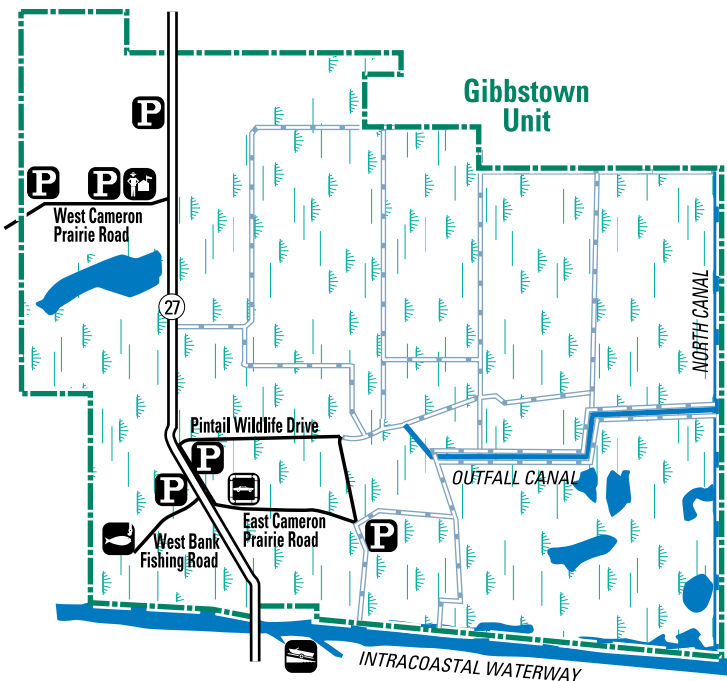 Gibbstown
Unit
P
P
P
West Cameron
Prairie Road
27
NORTH CANAL
Pintail Wildlife Drive
P
P
OUTFALL CANAL
East Cameron
Prairie Road
P
West Bank
Fishing Road
INTRACOASTAL WATERWAY